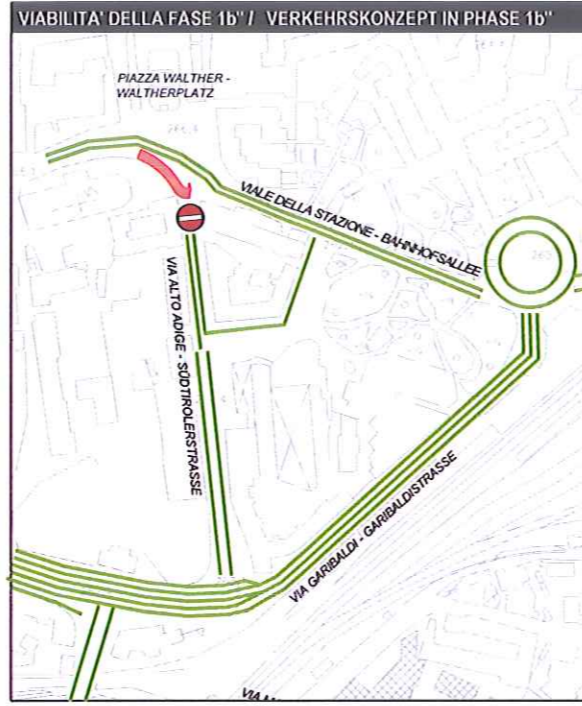 VIABILITA' DELLA FASE 1b" / VERKEHRSKONZEPT IN PHASE 1b"
PIAZZA WALTHER -
WALTHERPLATZ
VIALE DELLA STAZIONE - BAHNHOFSALLEE
VIA ALTO ADIGE - SÜDTIROLERSTRASSE
VIA GARIBALDI - GARIBALDISTRASSE